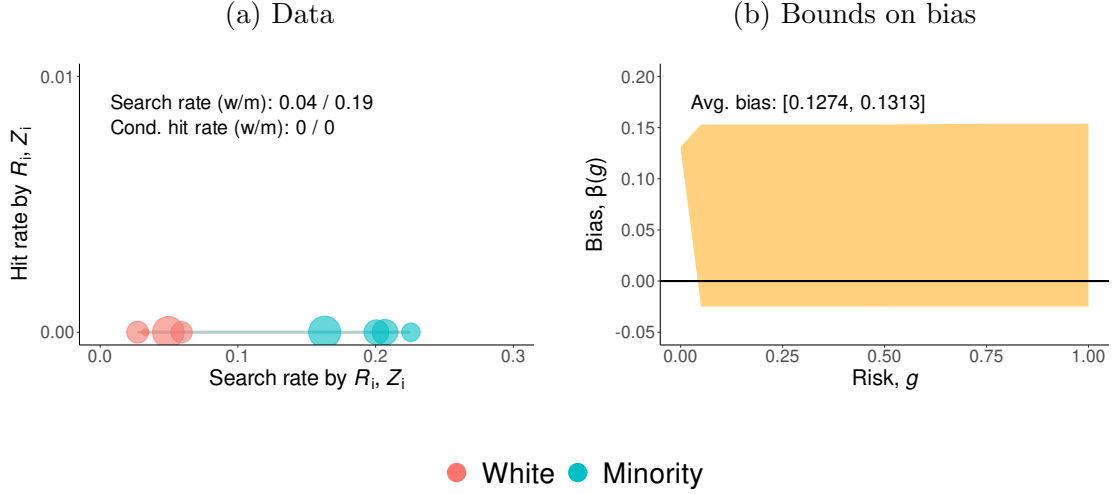 (a) Data
Search rate (w/m): 0.04 / 0.19
Cond. hit rate (w/m): 0 / 0
Hit rate by Rᵢ, Zᵢ
0.01
0.00
0.0 0.1 0.2 0.3
Search rate by Rᵢ, Zᵢ
(b) Bounds on bias
Avg. bias: [0.1274, 0.1313]
Bias, β(g)
0.20
0.15
0.10
0.05
0.00
-0.05
0.00 0.25 0.50 0.75 1.00
Risk, g
White Minority